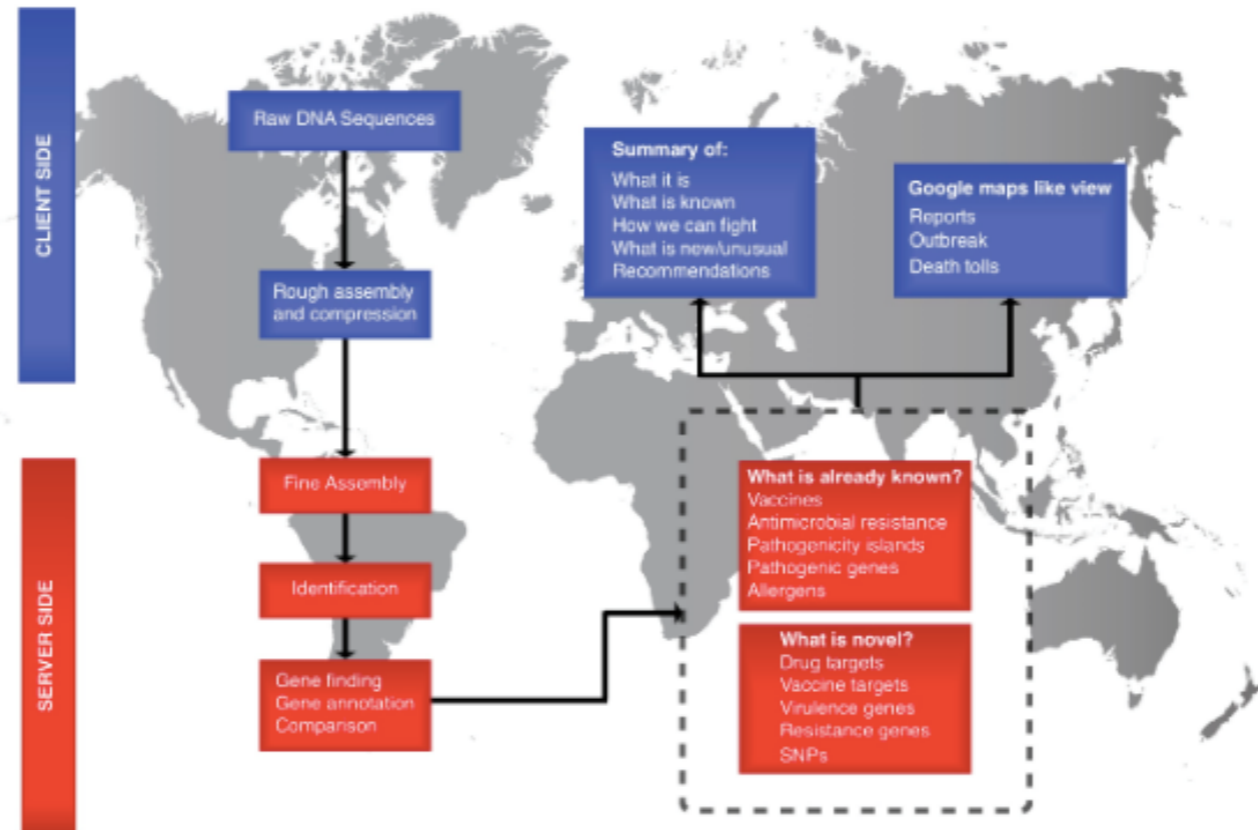 CLIENT SIDE
Raw DNA Sequences
Rough assembly
and compression
Summary of:
What it is
What is known
How we can fight
What is new/unusual
Recommendations
Google maps like view
Reports
Outbreak
Death tolls
SERVER SIDE
Fine Assembly
Identification
Gene finding
Gene annotation
Comparison
What is already known?
Vaccines
Antimicrobial resistance
Pathogenicity islands
Pathogenic genes
Allergens
What is novel?
Drug targets
Vaccine targets
Virulence genes
Resistance genes
SNPs